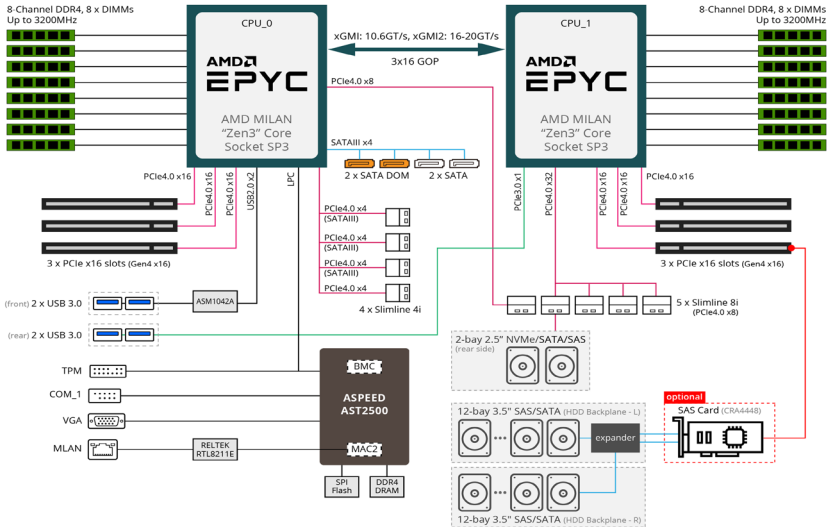 8-Channel DDR4, 8 x DIMMs
Up to 3200MHz
CPU_0
AMD
EPYC
AMD MILAN
“Zen3” Core
Socket SP3
xGMI: 10.6GT/s, xGMI2: 16-20GT/s
3x16 GOP
CPU_1
AMD
EPYC
AMD MILAN
“Zen3” Core
Socket SP3
8-Channel DDR4, 8 x DIMMs
Up to 3200MHz
PCIe4.0 x8
SATAIII x4
2 x SATA DOM
2 x SATA
PCIe4.0 x16
PCIe4.0 x16
PCIe4.0 x16
USB2.0 x2
LPC
3 x PCIe x16 slots (Gen4 x16)
PCIe4.0 x4
(SATAIII)
PCIe4.0 x4
(SATAIII)
PCIe4.0 x4
(SATAIII)
PCIe4.0 x4
4 x Slimline 4i
PCIe3.0 x1
PCIe4.0 x32
PCIe4.0 x16
PCIe4.0 x16
PCIe4.0 x16
3 x PCIe x16 slots (Gen4 x16)
5 x Slimline 8i
(PCIe4.0 x8)
(front) 2 x USB 3.0
ASM1042A
(rear) 2 x USB 3.0
TPM
COM_1
VGA
MLAN
RELTEK
RTL8211E
BMC
ASPEED
AST2500
MAC2
SPI
Flash
DDR4
DRAM
2-bay 2.5” NVMe/SATA/SAS
(rear side)
12-bay 3.5" SAS/SATA (HDD Backplane - L)
expander
12-bay 3.5" SAS/SATA (HDD Backplane - R)
optional
SAS Card (CRA4448)